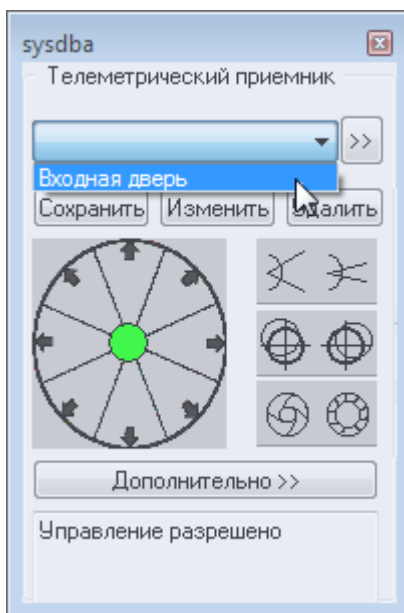 sysdba
Телеметрический приемник
>>
Входная дверь
Сохранить Изменить Удалить
Дополнительно >>
Управление разрешено